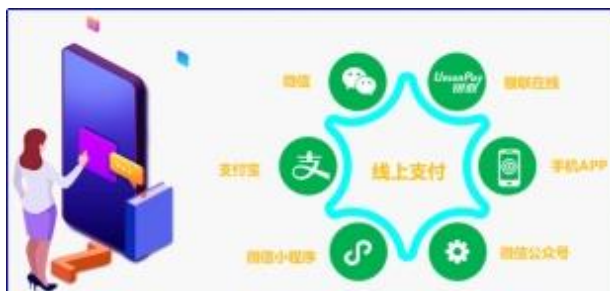 微信
UnionPay
银联
银联在线
支付宝
支
线上支付
手机APP
微信小程序
微信公众号